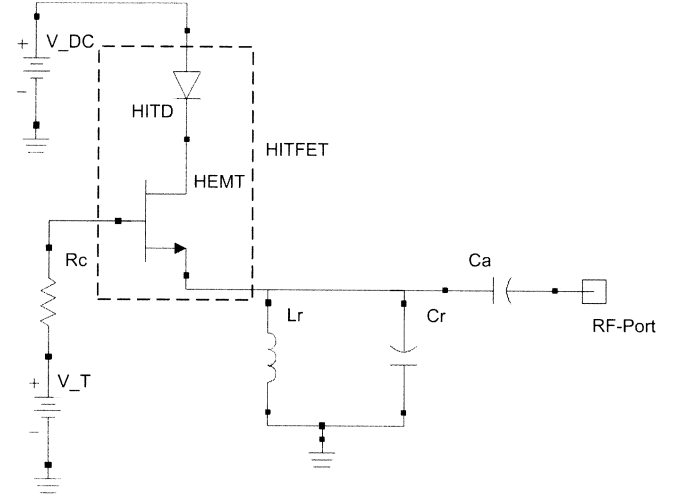 + V_DC
−
HITD
HITFET
HEMT
Rc
Ca
Lr
Cr
RF-Port
+ V_T
−